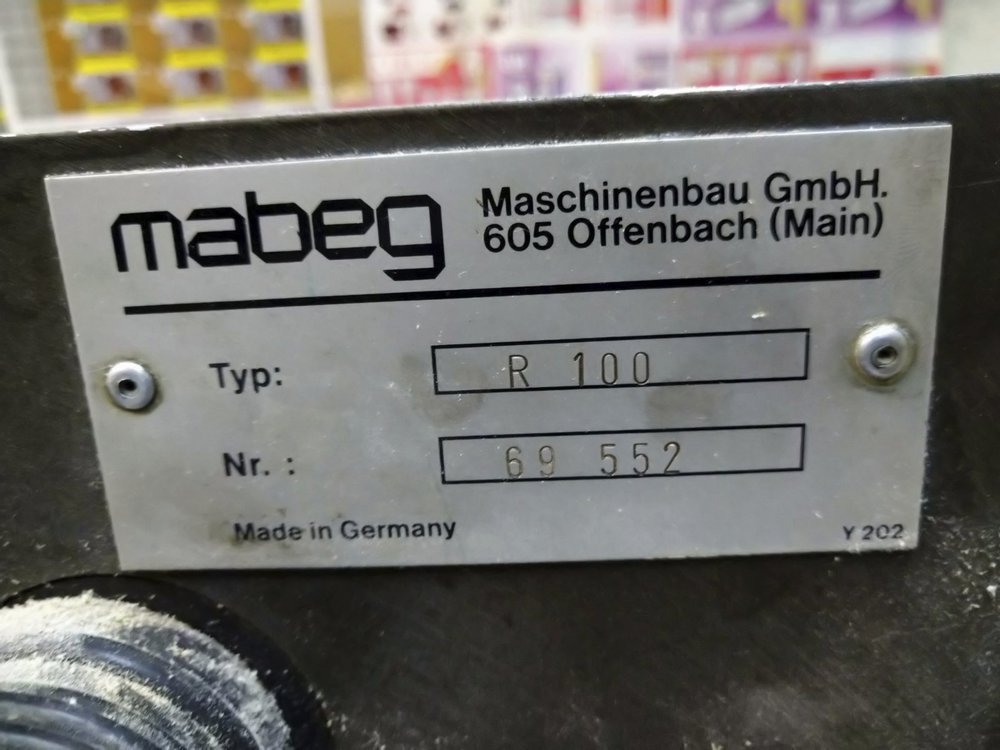 mabeg
Maschinenbau GmbH.
605 Offenbach (Main)
Typ: R 100
Nr. : 69 552
Made in Germany
Y 202